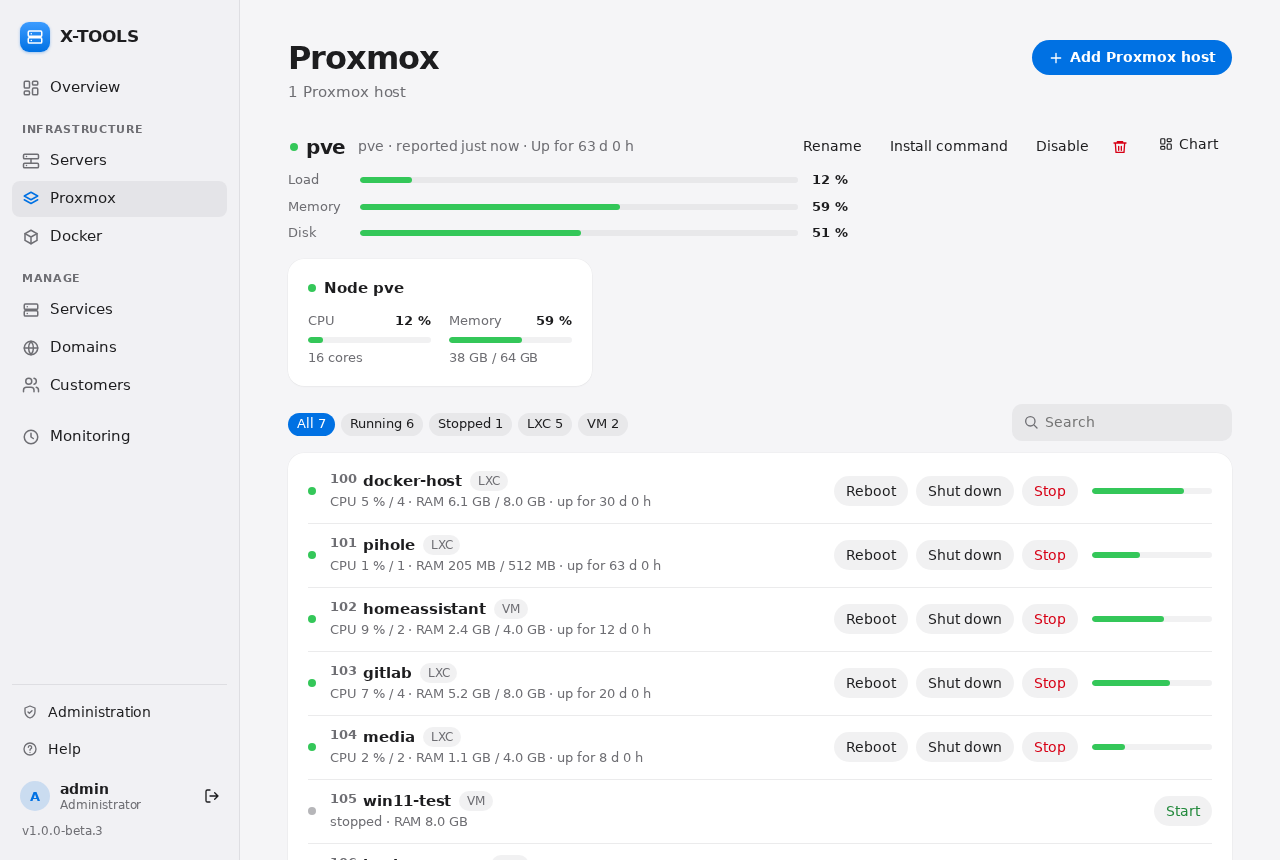 X-TOOLS
Overview
INFRASTRUCTURE
Servers
Proxmox
Docker
MANAGE
Services
Domains
Customers
Monitoring
Administration
Help
A
admin
Administrator
v1.0.0-beta.3
Proxmox
1 Proxmox host
Add Proxmox host
pve pve · reported just now · Up for 63 d 0 h Rename Install command Disable Chart
Load 12 %
Memory 59 %
Disk 51 %
Node pve
CPU 12 % Memory 59 %
16 cores 38 GB / 64 GB
All 7 Running 6 Stopped 1 LXC 5 VM 2 Search
100 docker-host LXC
CPU 5 % / 4 · RAM 6.1 GB / 8.0 GB · up for 30 d 0 h
Reboot Shut down Stop
101 pihole LXC
CPU 1 % / 1 · RAM 205 MB / 512 MB · up for 63 d 0 h
Reboot Shut down Stop
102 homeassistant VM
CPU 9 % / 2 · RAM 2.4 GB / 4.0 GB · up for 12 d 0 h
Reboot Shut down Stop
103 gitlab LXC
CPU 7 % / 4 · RAM 5.2 GB / 8.0 GB · up for 20 d 0 h
Reboot Shut down Stop
104 media LXC
CPU 2 % / 2 · RAM 1.1 GB / 4.0 GB · up for 8 d 0 h
Reboot Shut down Stop
105 win11-test VM
stopped · RAM 8.0 GB
Start